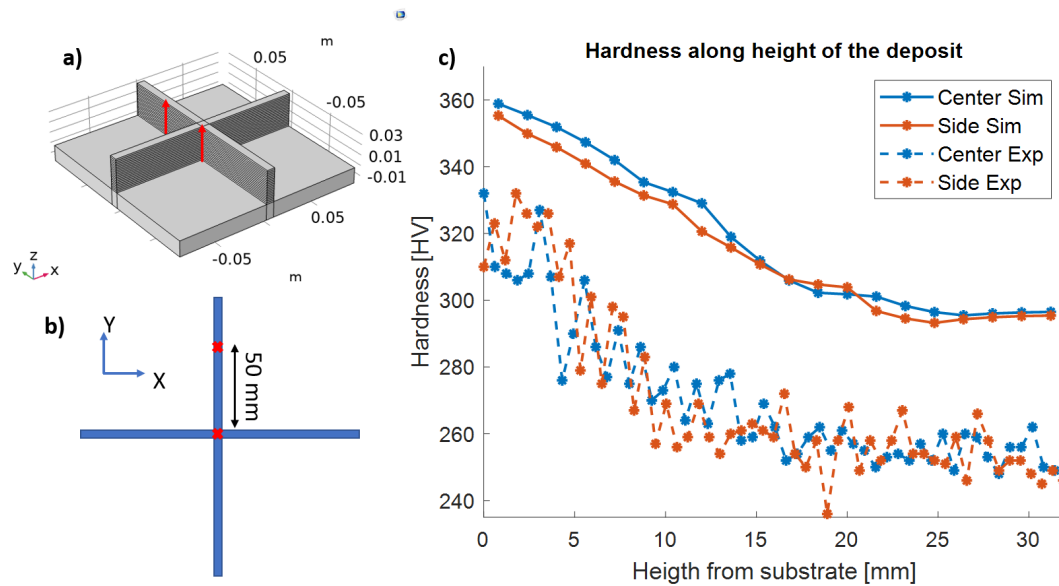 a)
m
0.05
-0.05
0.03
0.01
-0.01
0.05
-0.05
m
z
y
x
b)
Y
X
50 mm
c)
Hardness along height of the deposit
Center Sim
Side Sim
Center Exp
Side Exp
Hardness [HV]
360
340
320
300
280
260
240
0 5 10 15 20 25 30
Heigth from substrate [mm]